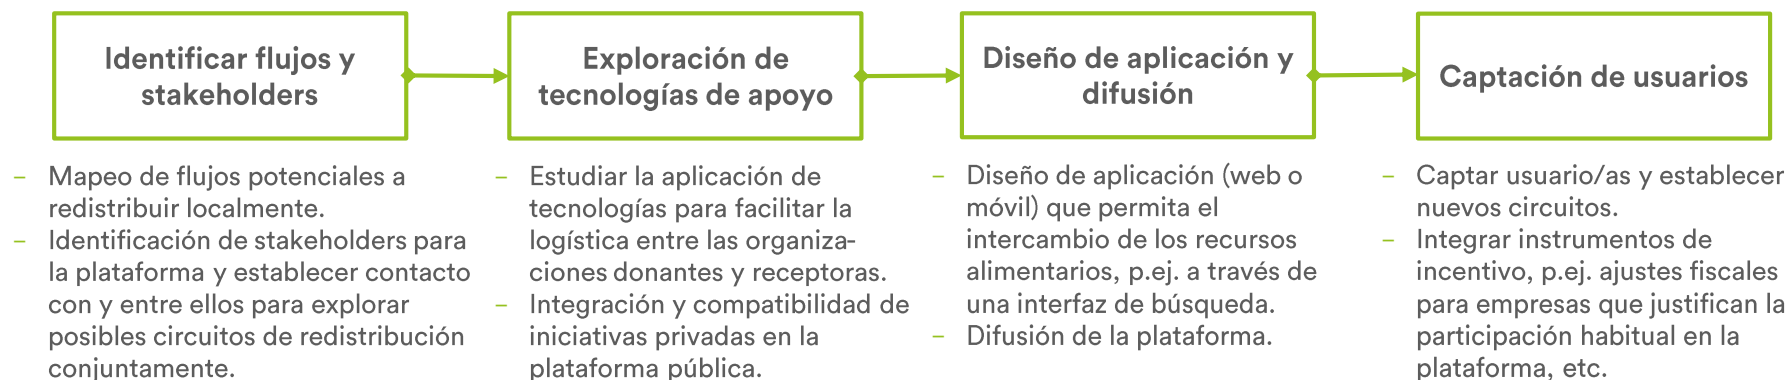 Identificar flujos y
stakeholders
Exploración de
tecnologías de apoyo
Diseño de aplicación y
difusión
Captación de usuarios
– Mapeo de flujos potenciales a
redistribuir localmente.
– Identificación de stakeholders para
la plataforma y establecer contacto
con y entre ellos para explorar
posibles circuitos de redistribución
conjuntamente.
– Estudiar la aplicación de
tecnologías para facilitar la
logística entre las organiza-
ciones donantes y receptoras.
– Integración y compatibilidad de
iniciativas privadas en la
plataforma pública.
– Diseño de aplicación (web o
móvil) que permita el
intercambio de los recursos
alimentarios, p.ej. a través de
una interfaz de búsqueda.
– Difusión de la plataforma.
– Captar usuario/as y establecer
nuevos circuitos.
– Integrar instrumentos de
incentivo, p.ej. ajustes fiscales
para empresas que justifican la
participación habitual en la
plataforma, etc.